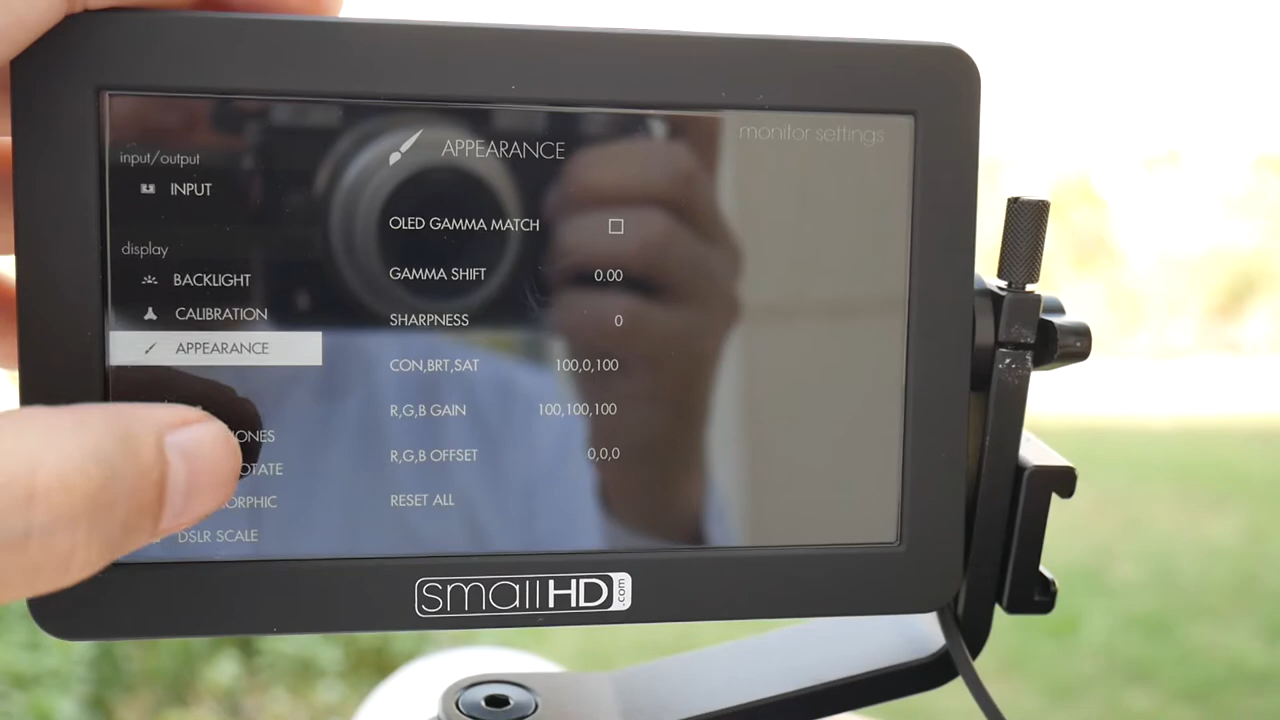 monitor settings
input/output
INPUT
display
BACKLIGHT
CALIBRATION
APPEARANCE
DSLR SCALE
APPEARANCE
OLED GAMMA MATCH
GAMMA SHIFT 0.00
SHARPNESS 0
CON,BRT,SAT 100,0,100
R,G,B GAIN 100,100,100
R,G,B OFFSET 0,0,0
RESET ALL
smallHD.com